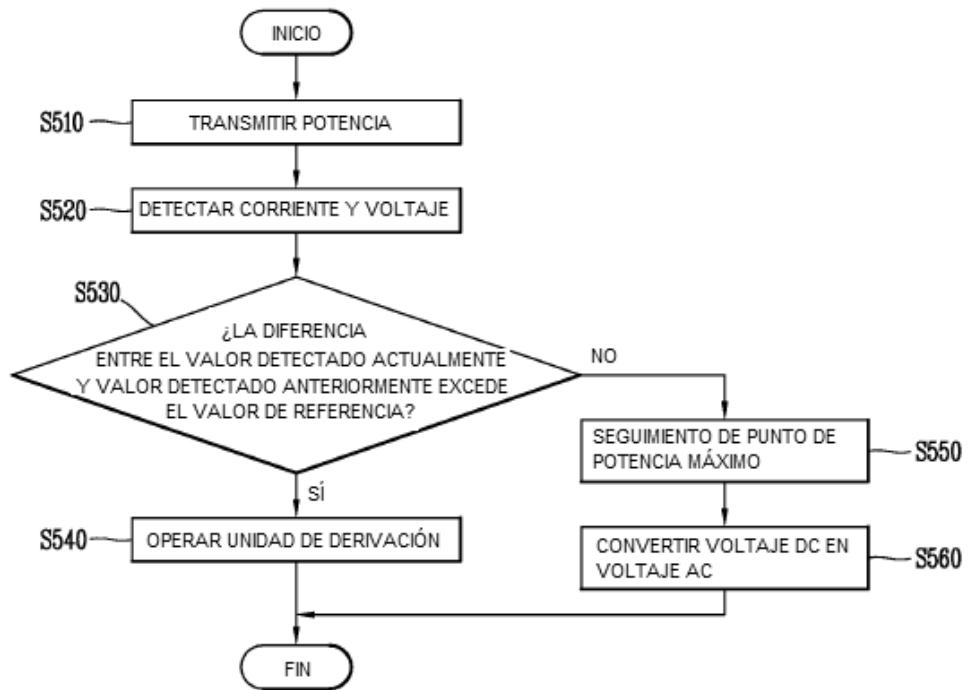 INICIO
S510
TRANSMITIR POTENCIA
S520
DETECTAR CORRIENTE Y VOLTAJE
S530
¿LA DIFERENCIA
ENTRE EL VALOR DETECTADO ACTUALMENTE
Y VALOR DETECTADO ANTERIORMENTE EXCEDE
EL VALOR DE REFERENCIA?
NO
SEGUIMIENTO DE PUNTO DE
POTENCIA MÁXIMO
S550
SÍ
S540
OPERAR UNIDAD DE DERIVACIÓN
CONVERTIR VOLTAJE DC EN
VOLTAJE AC
S560
FIN